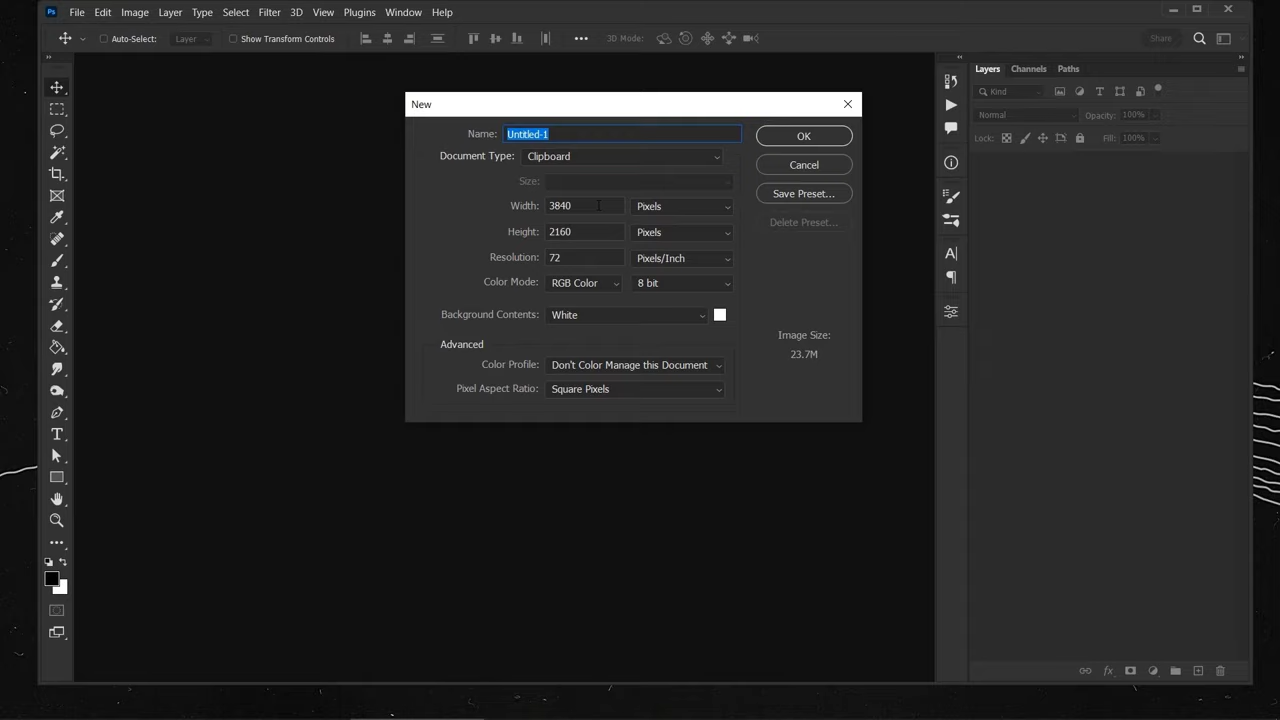 Ps File Edit Image Layer Type Select Filter 3D View Plugins Window Help
Auto-Select: Layer Show Transform Controls 3D Mode: Share
Layers Channels Paths
Kind
Normal Opacity: 100%
Lock: Fill: 100%
New
Name: Untitled-1 OK
Document Type: Clipboard Cancel
Size:
Save Preset...
Width: 3840 Pixels
Delete Preset...
Height: 2160 Pixels
Resolution: 72 Pixels/Inch
Color Mode: RGB Color 8 bit
Background Contents: White
Image Size:
23.7M
Advanced
Color Profile: Don't Color Manage this Document
Pixel Aspect Ratio: Square Pixels